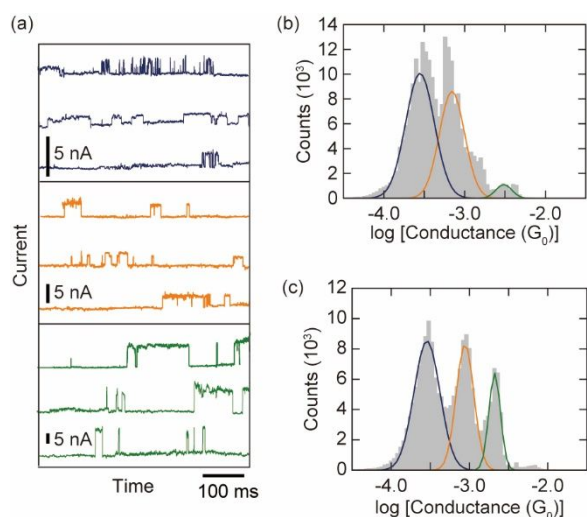 (a)
5 nA
5 nA
5 nA
Current
Time
100 ms
(b)
14
12
10
8
6
4
2
0
Counts (10³)
-4.0 -3.0 -2.0
log [Conductance (G₀)]
(c)
12
10
8
6
4
2
0
Counts (10³)
-4.0 -3.0 -2.0
log [Conductance (G₀)]